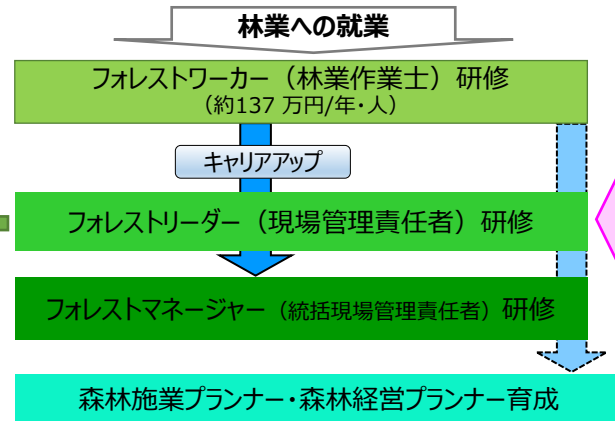 林業への就業
フォレストワーカー（林業作業士）研修
（約137 万円/年・人）
キャリアアップ
フォレストリーダー（現場管理責任者）研修
フォレストマネージャー（統括現場管理責任者）研修
森林施業プランナー・森林経営プランナー育成